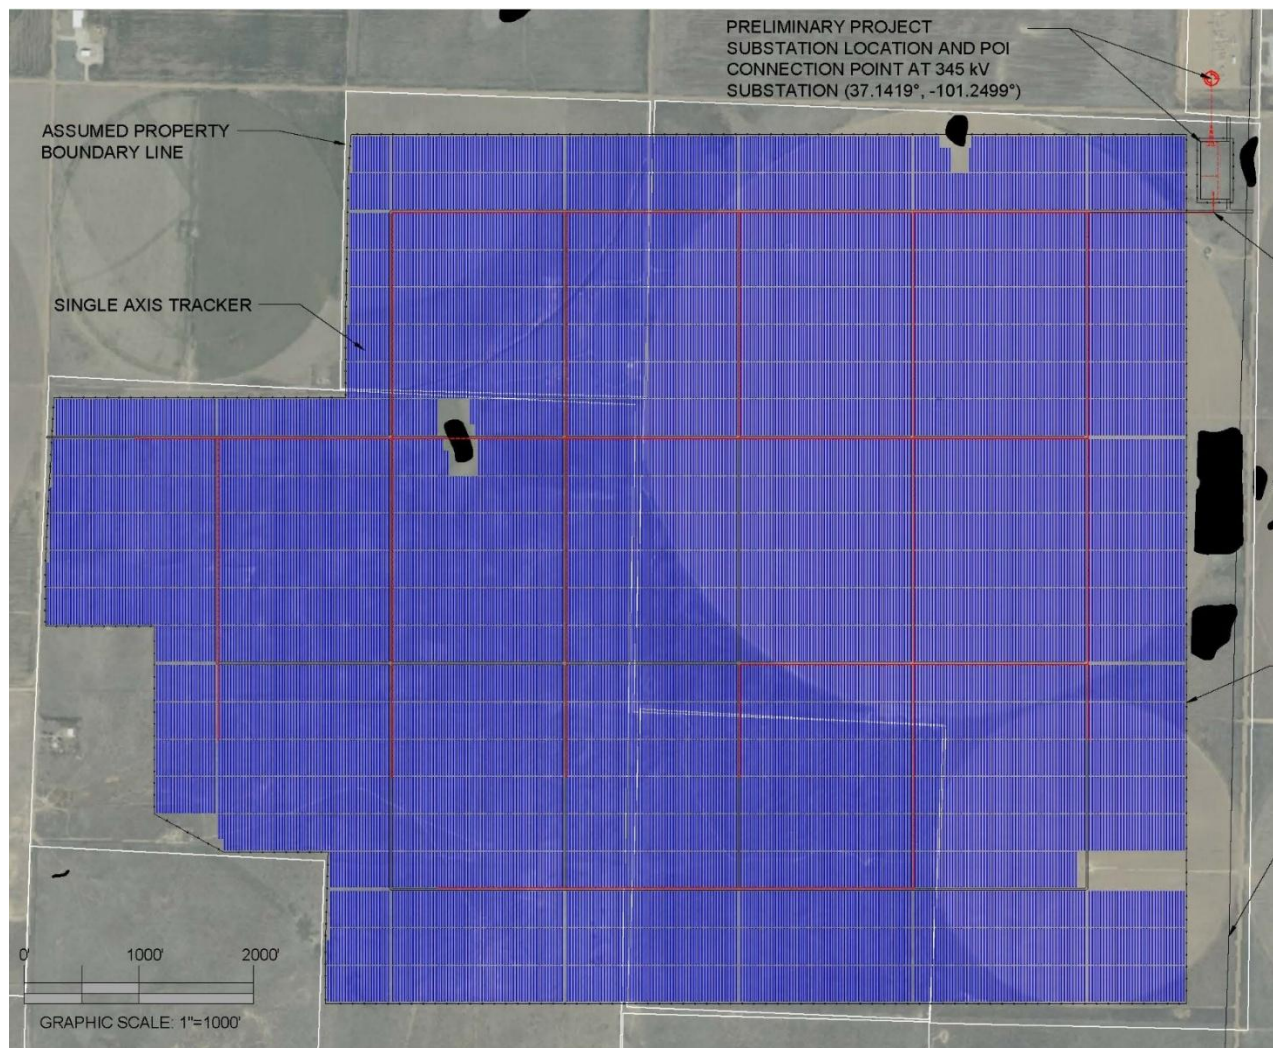 PRELIMINARY PROJECT
SUBSTATION LOCATION AND POI
CONNECTION POINT AT 345 kV
SUBSTATION (37.1419°, -101.2499°)
ASSUMED PROPERTY
BOUNDARY LINE
SINGLE AXIS TRACKER
0' 1000' 2000'
GRAPHIC SCALE: 1"=1000'